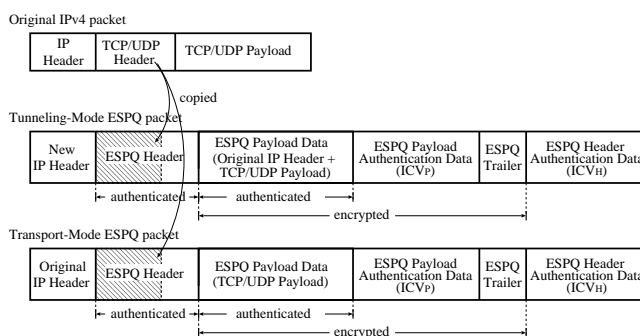 Original IPv4 packet
IP
Header
TCP/UDP
Header
TCP/UDP Payload
copied
Tunneling-Mode ESPQ packet
New
IP Header
ESPQ Header
ESPQ Payload Data
(Original IP Header +
TCP/UDP Payload)
ESPQ Payload
Authentication Data
(ICVP)
ESPQ
Trailer
ESPQ Header
Authentication Data
(ICVH)
authenticated
authenticated
encrypted
Transport-Mode ESPQ packet
Original
IP Header
ESPQ Header
ESPQ Payload Data
(TCP/UDP Payload)
ESPQ Payload
Authentication Data
(ICVP)
ESPQ
Trailer
ESPQ Header
Authentication Data
(ICVH)
authenticated
authenticated
encrypted